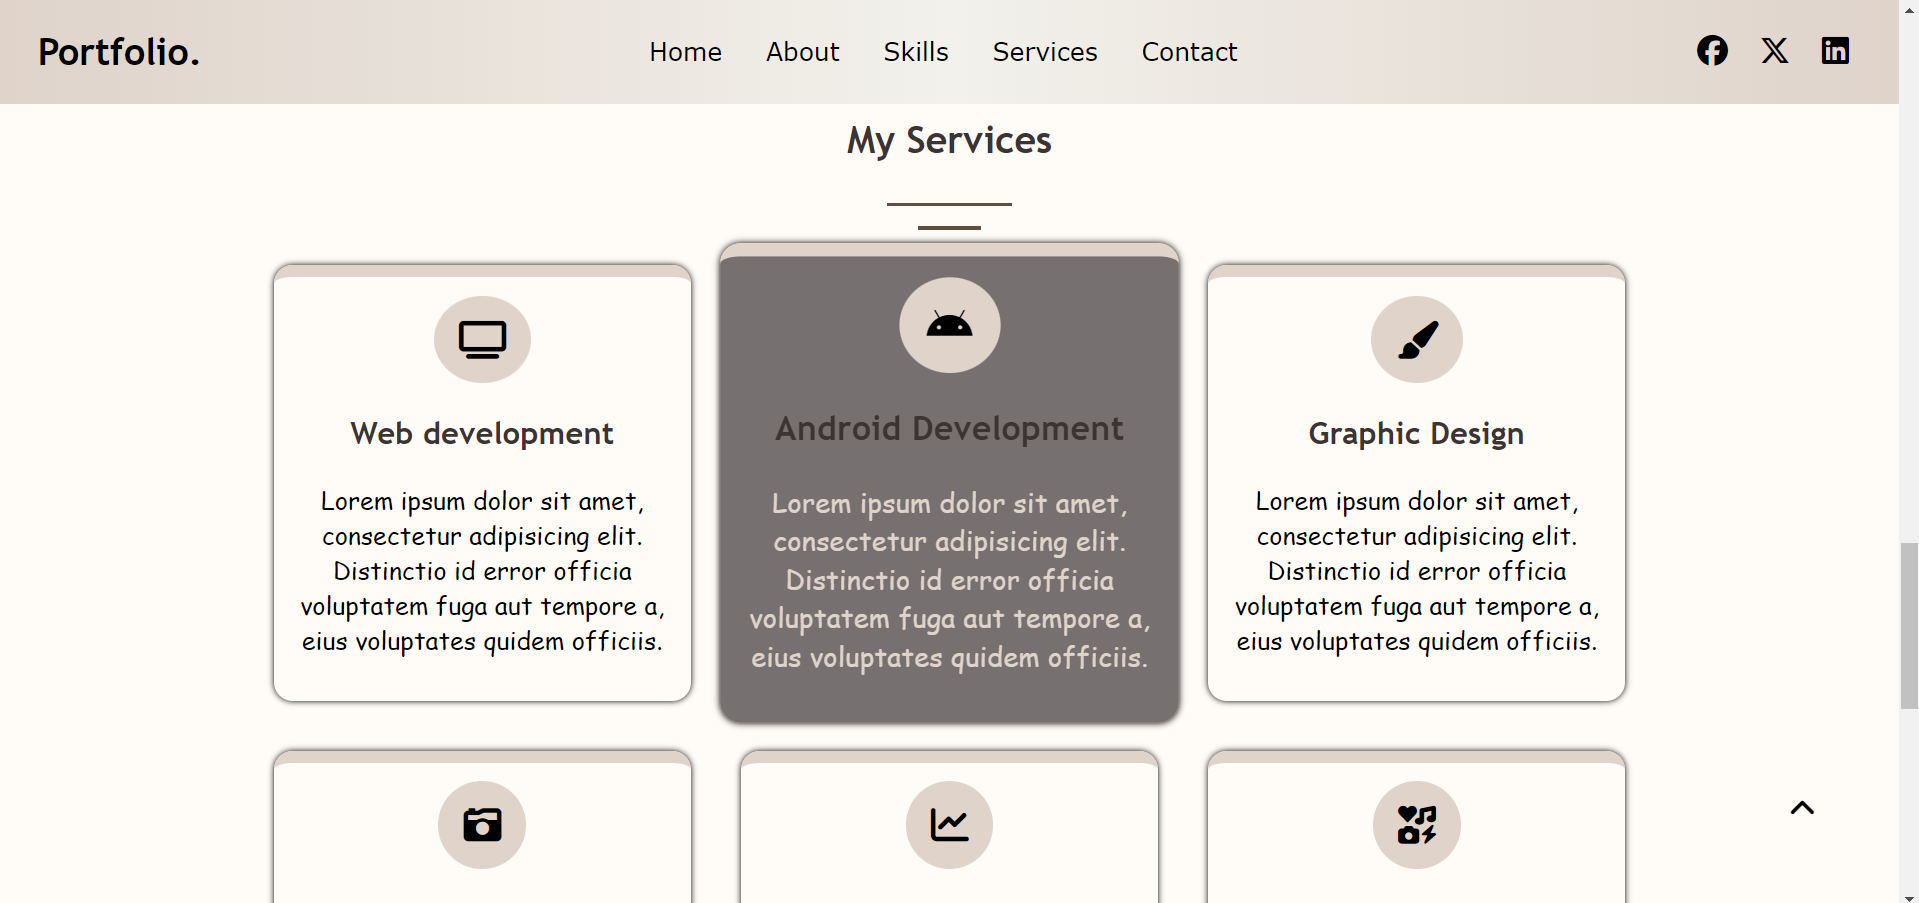 Portfolio.
Home About Skills Services Contact
My Services
Web development
Lorem ipsum dolor sit amet,
consectetur adipisicing elit.
Distinctio id error officia
voluptatem fuga aut tempore a,
eius voluptates quidem officiis.
Android Development
Lorem ipsum dolor sit amet,
consectetur adipisicing elit.
Distinctio id error officia
voluptatem fuga aut tempore a,
eius voluptates quidem officiis.
Graphic Design
Lorem ipsum dolor sit amet,
consectetur adipisicing elit.
Distinctio id error officia
voluptatem fuga aut tempore a,
eius voluptates quidem officiis.